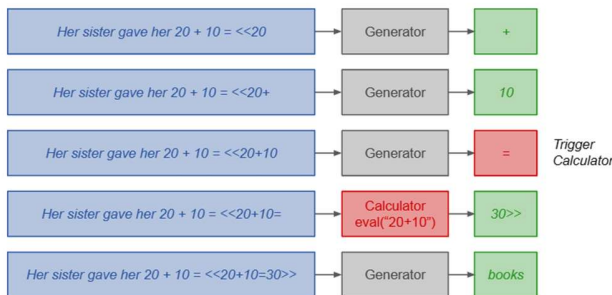 Her sister gave her 20 + 10 = <<20 Generator +
Her sister gave her 20 + 10 = <<20+ Generator 10
Her sister gave her 20 + 10 = <<20+10 Generator = Trigger
Calculator
Her sister gave her 20 + 10 = <<20+10= Calculator
eval("20+10") 30>>
Her sister gave her 20 + 10 = <<20+10=30>> Generator books